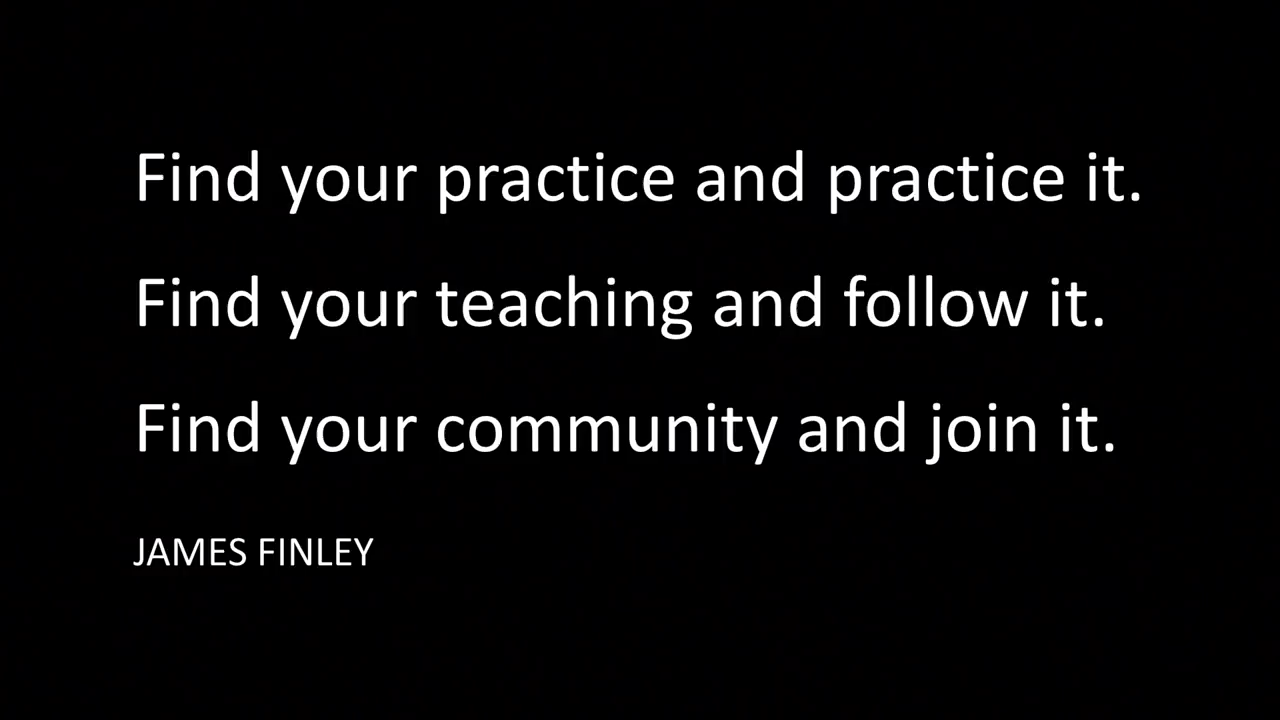 Find your practice and practice it.
Find your teaching and follow it.
Find your community and join it.
JAMES FINLEY